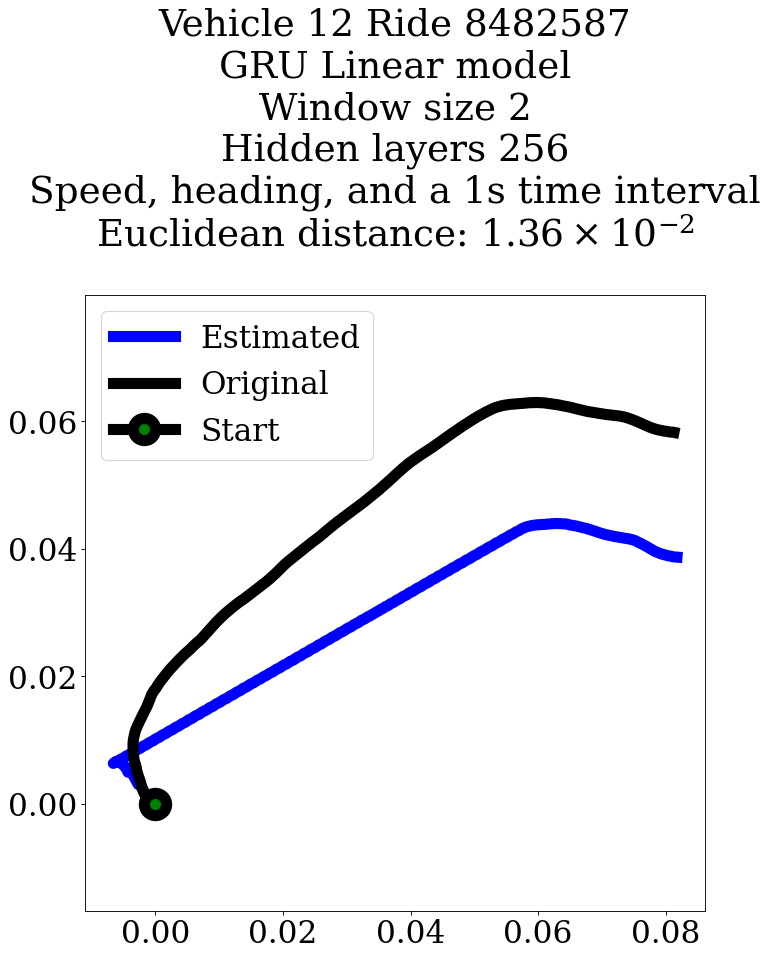 Vehicle 12 Ride 8482587
GRU Linear model
Window size 2
Hidden layers 256
Speed, heading, and a 1s time interval
Euclidean distance: 1.36 × 10⁻²
Estimated
Original
Start
0.06
0.04
0.02
0.00
0.00 0.02 0.04 0.06 0.08